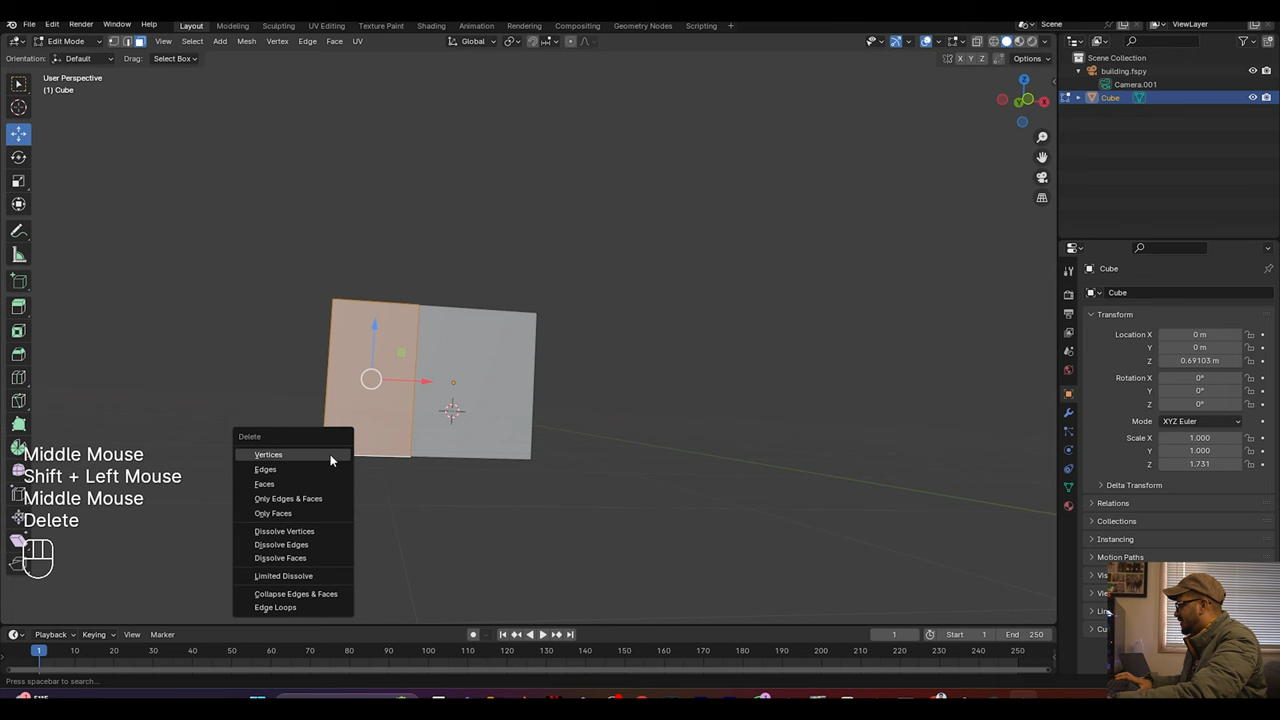 File Edit Render Window Help Layout Modeling Sculpting UV Editing Texture Paint Shading Animation Rendering Compositing Geometry Nodes Scripting + Scene ViewLayer
Edit Mode View Select Add Mesh Vertex Edge Face UV Global
Orientation: Default Drag: Select Box X Y Z Options
User Perspective
(1) Cube
Z
Y
X
Scene Collection
building.fspy
Camera.001
Cube
Cube
Cube
Transform
Location X 0 m
Y 0 m
Z 0.69103 m
Rotation X 0°
Y 0°
Z 0°
Mode XYZ Euler
Scale X 1.000
Y 1.000
Z 1.731
Delta Transform
Relations
Collections
Instancing
Motion Paths
Delete
Vertices
Edges
Faces
Only Edges & Faces
Only Faces
Dissolve Vertices
Dissolve Edges
Dissolve Faces
Limited Dissolve
Collapse Edges & Faces
Edge Loops
Middle Mouse
Shift + Left Mouse
Middle Mouse
Delete
Playback Keying View Marker 1 Start 1 End 250
1 10 20 30 40 50 60 70 80 90 100 110 120 130 140 150 160 170 180 190 200 210 220 230 240 250
Press spacebar to search...